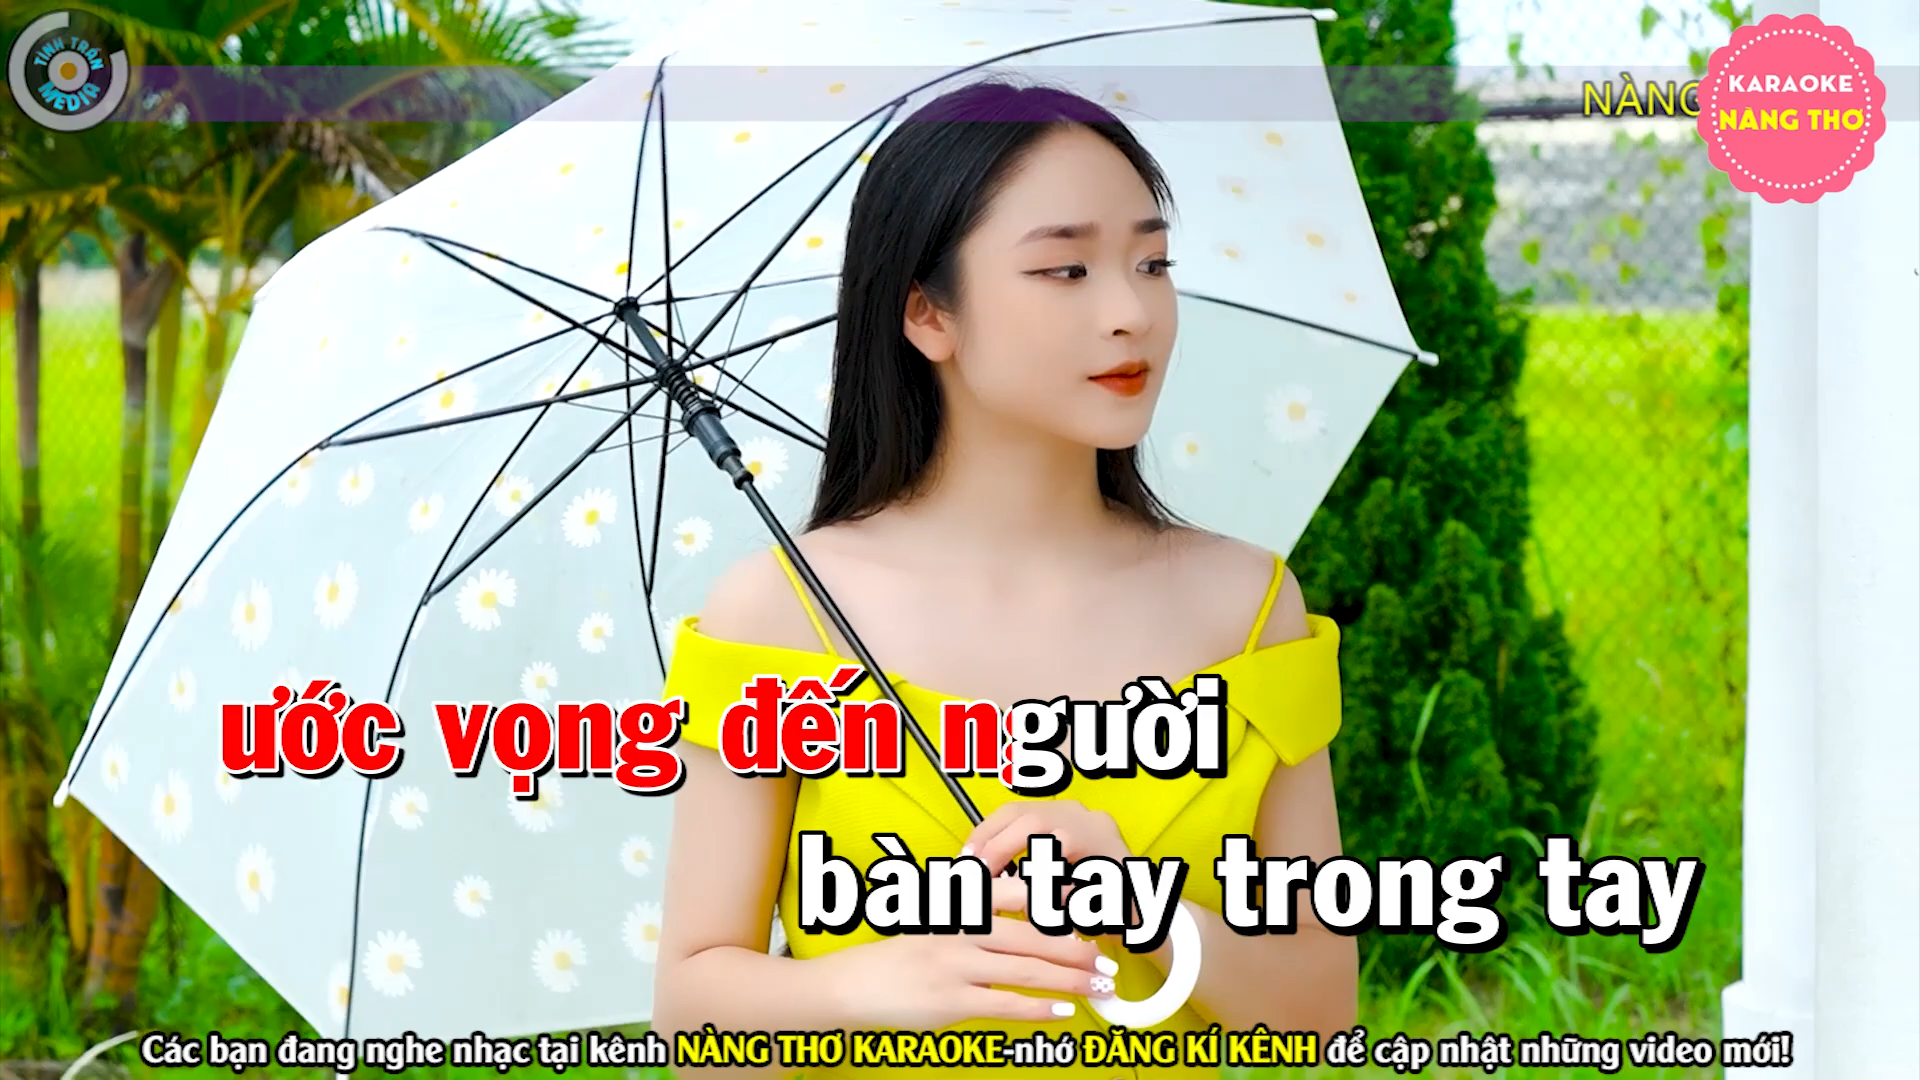 TÌNH TRẦN
MEDIA
NÀNG
KARAOKE
NÀNG THƠ
ước vọng đến người
bàn tay trong tay
Các bạn đang nghe nhạc tại kênh NÀNG THƠ KARAOKE-nhớ ĐĂNG KÍ KÊNH để cập nhật những video mới!